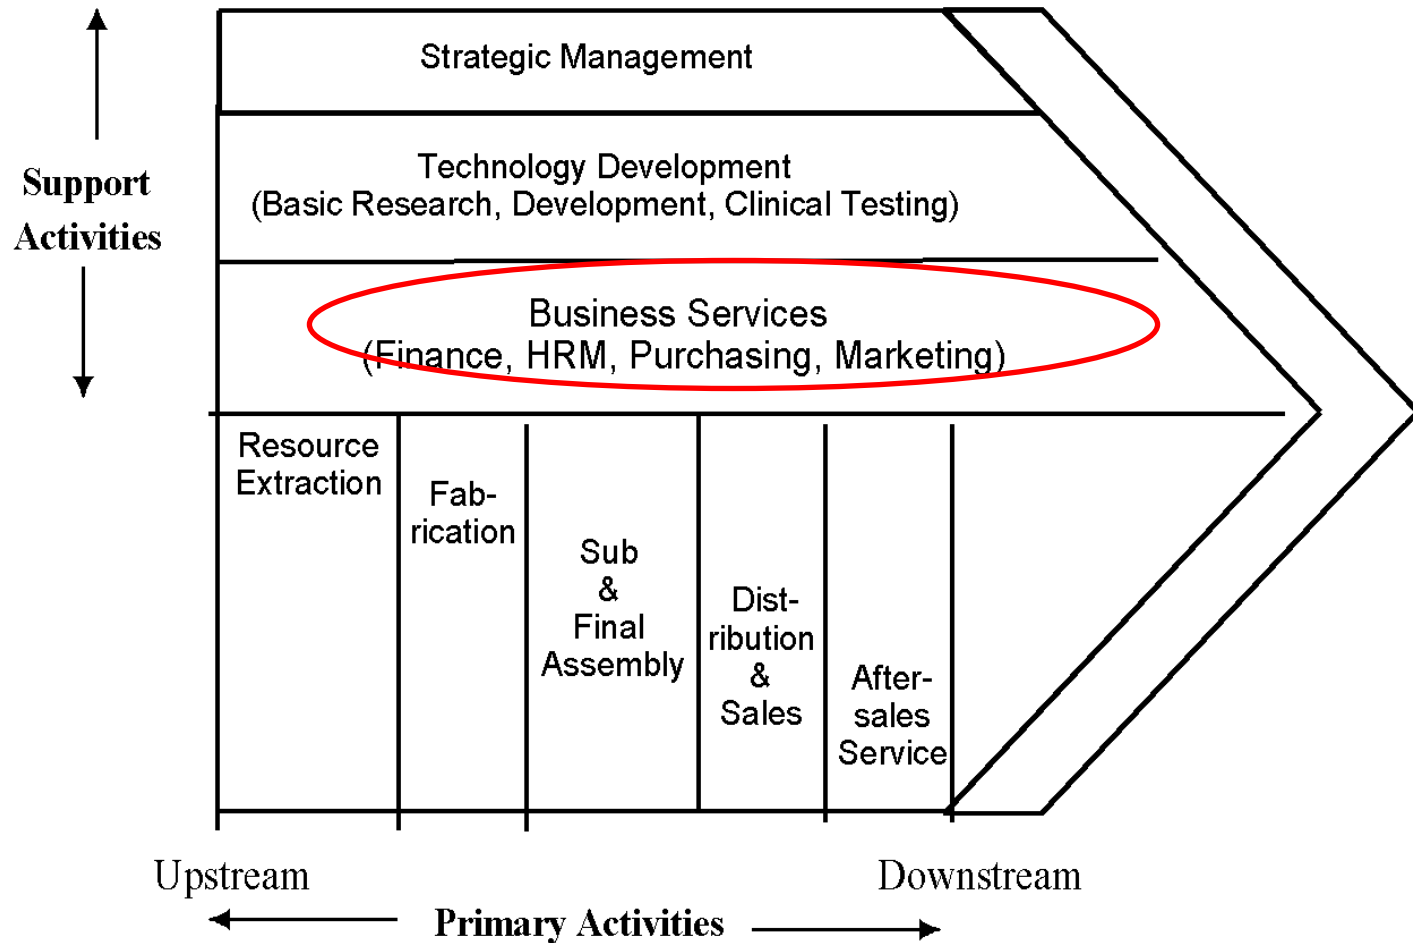 Strategic Management
Technology Development
(Basic Research, Development, Clinical Testing)
Support
Activities
Business Services
(Finance, HRM, Purchasing, Marketing)
Resource
Extraction
Fab-
rication
Sub
&
Final
Assembly
Dist-
ribution
&
Sales
After-
sales
Service
Upstream
Downstream
Primary Activities